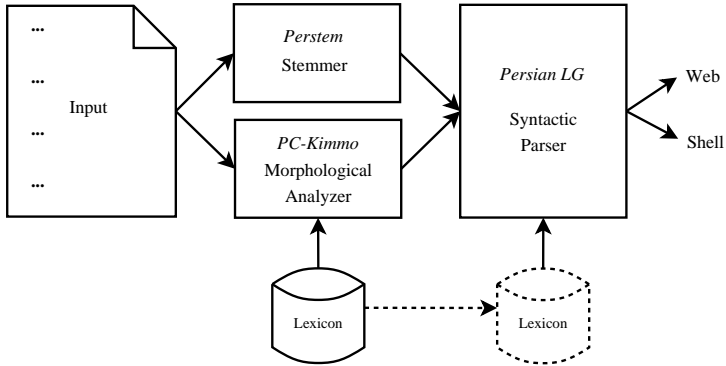 ...
...
Input
...
...
Perstem
Stemmer
PC-Kimmo
Morphological
Analyzer
Persian LG
Syntactic
Parser
Web
Shell
Lexicon
Lexicon